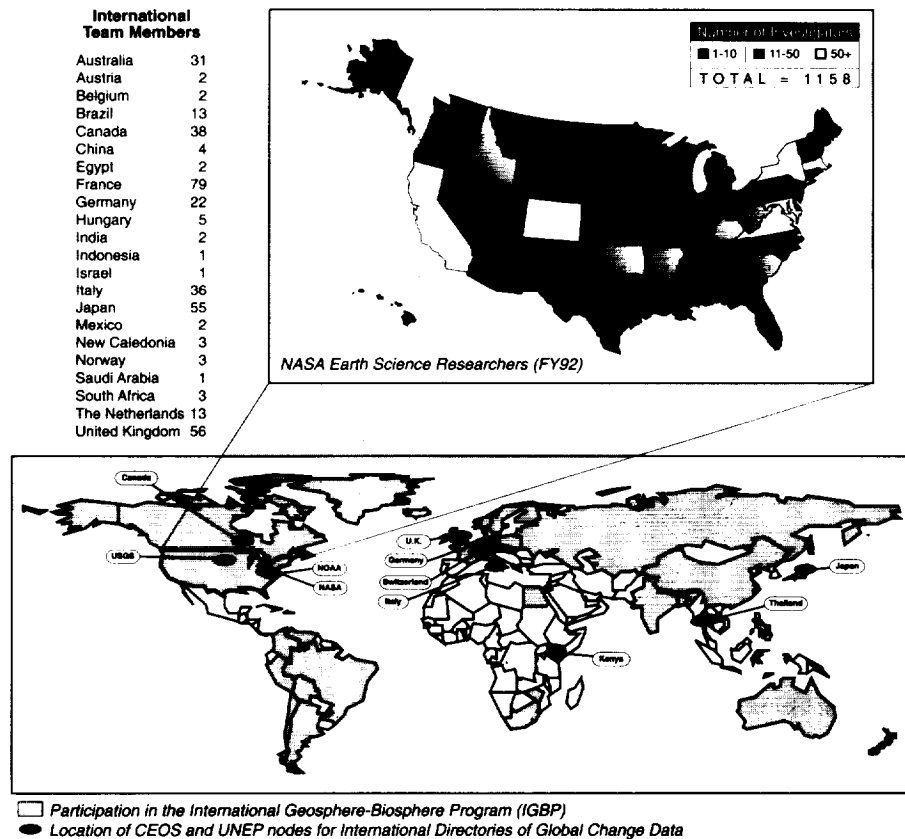 International
Team Members
Australia 31
Austria 2
Belgium 2
Brazil 13
Canada 38
China 4
Egypt 2
France 79
Germany 22
Hungary 5
India 2
Indonesia 1
Israel 1
Italy 36
Japan 55
Mexico 2
New Caledonia 3
Norway 3
Saudi Arabia 1
South Africa 3
The Netherlands 13
United Kingdom 56
Number of Investigators
1-10 11-50 50+
TOTAL = 1158
NASA Earth Science Researchers (FY92)
Canada
USGS
NOAA
NASA
U.K.
Germany
Switzerland
Italy
Japan
Thailand
Kenya
Participation in the International Geosphere-Biosphere Program (IGBP)
Location of CEOS and UNEP nodes for International Directories of Global Change Data